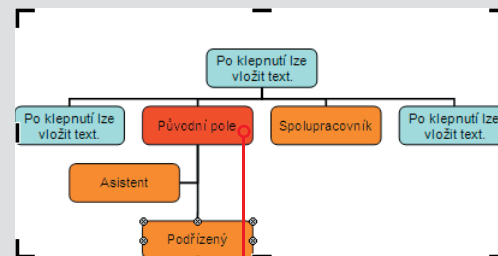 Po klepnutí lze
vložit text.
Po klepnutí lze
vložit text.
Původní pole
Spolupracovník
Po klepnutí lze
vložit text.
Asistent
Podřízený